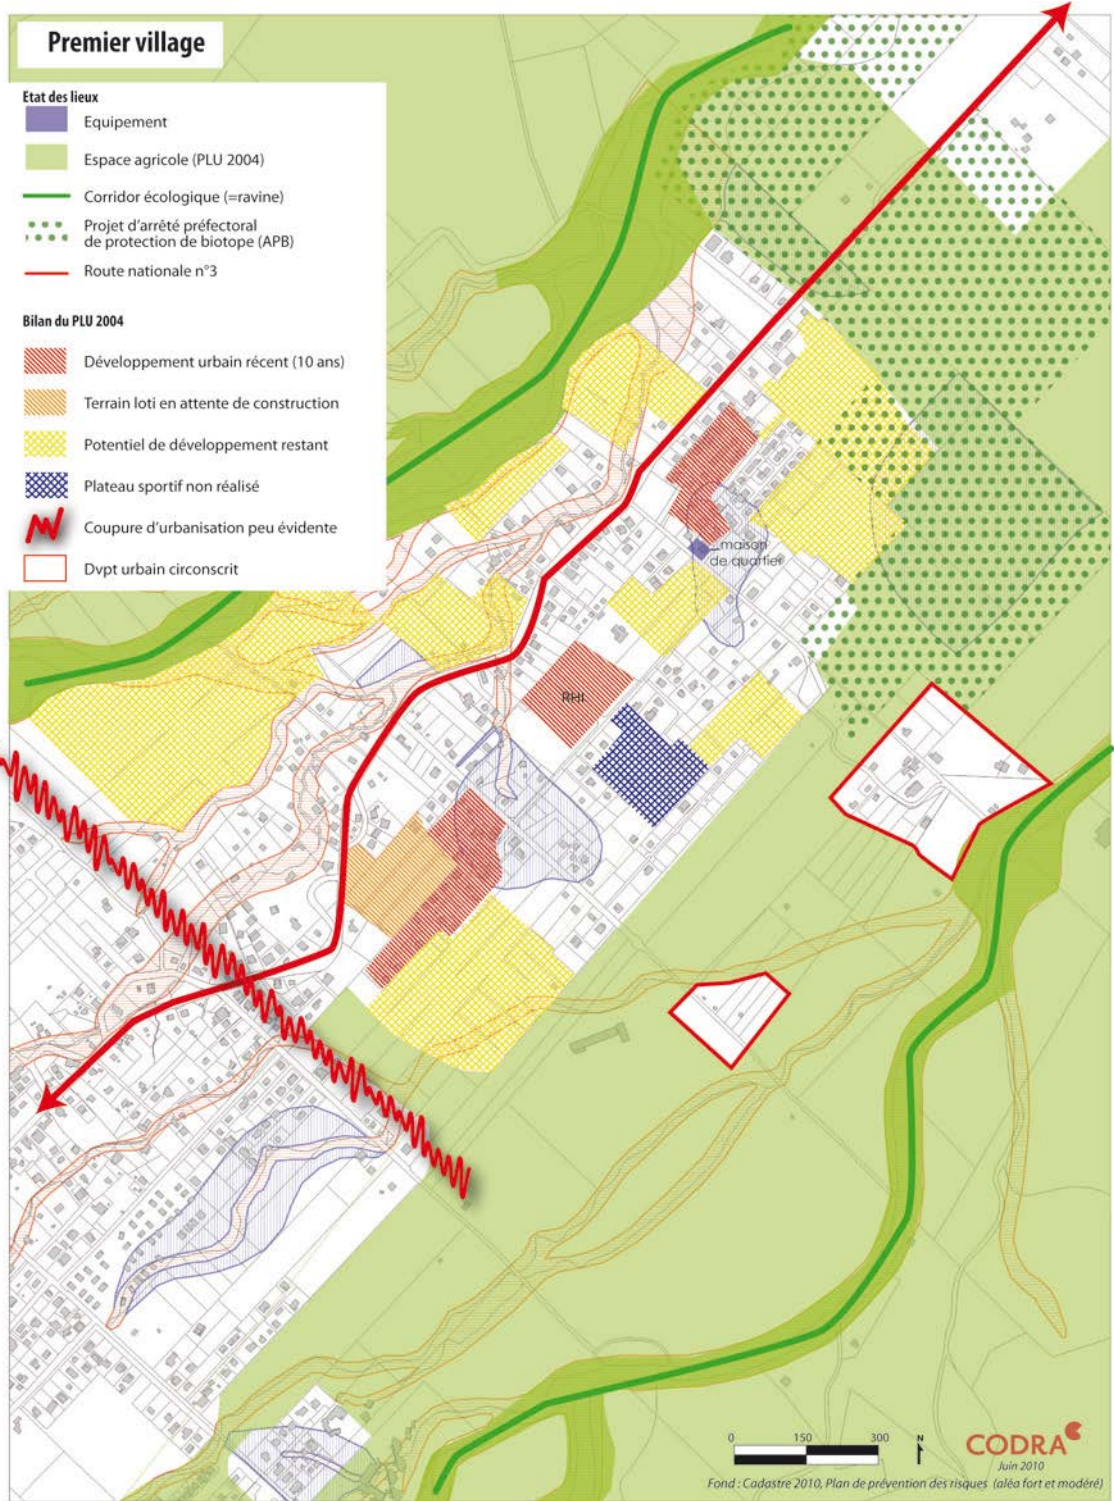 Premier village
Etat des lieux
Equipement
Espace agricole (PLU 2004)
Corridor écologique (=ravine)
Projet d'arrêté préfectoral
de protection de biotope (APB)
Route nationale n°3
Bilan du PLU 2004
Développement urbain récent (10 ans)
Terrain loti en attente de construction
Potentiel de développement restant
Plateau sportif non réalisé
Coupure d'urbanisation peu évidente
Dvpt urbain circonscrit
maison
de quartier
RHI
0 150 300
N
CODRA
Juin 2010
Fond : Cadastre 2010, Plan de prévention des risques (aléa fort et modéré)